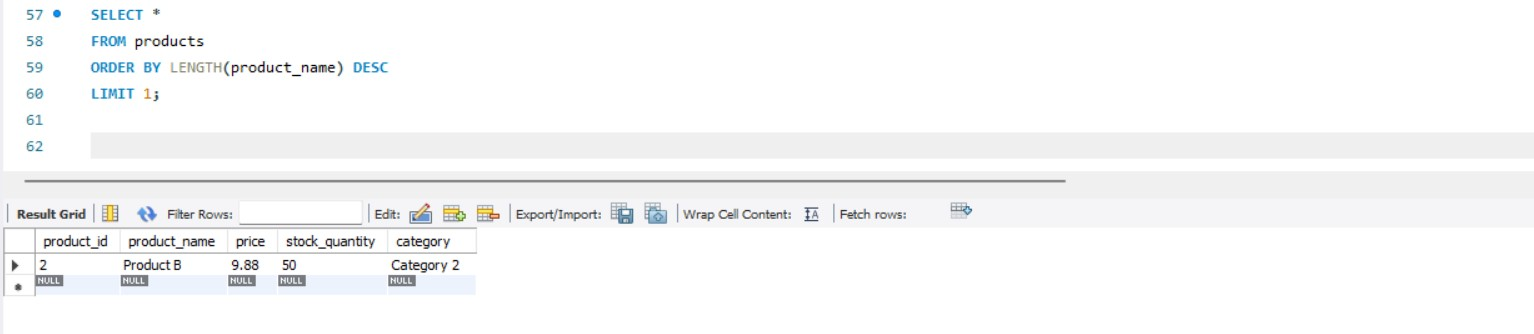 57 SELECT *
58 FROM products
59 ORDER BY LENGTH(product_name) DESC
60 LIMIT 1;
61
62
Result Grid Filter Rows: Edit: Export/Import: Wrap Cell Content: IA Fetch rows:
product_id product_name price stock_quantity category
2 Product B 9.88 50 Category 2
NULL NULL NULL NULL NULL